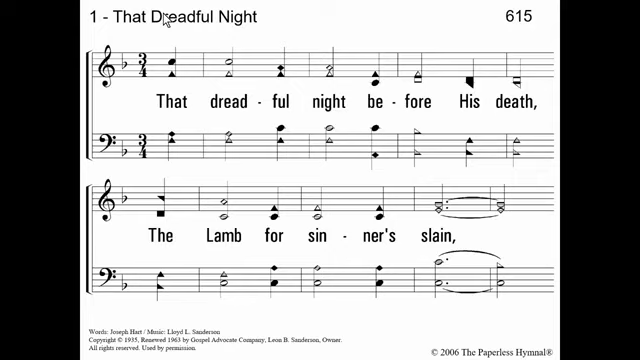 1 - That Dreadful Night 615
That dread - ful night be - fore His death,
The Lamb for sin - ner's slain,
Words: Joseph Hart / Music: Lloyd L. Sanderson
Copyright © 1935, Renewed 1963 by Gospel Advocate Company, Leon B. Sanderson, Owner.
All rights reserved. Used by permission.
© 2006 The Paperless Hymnal®